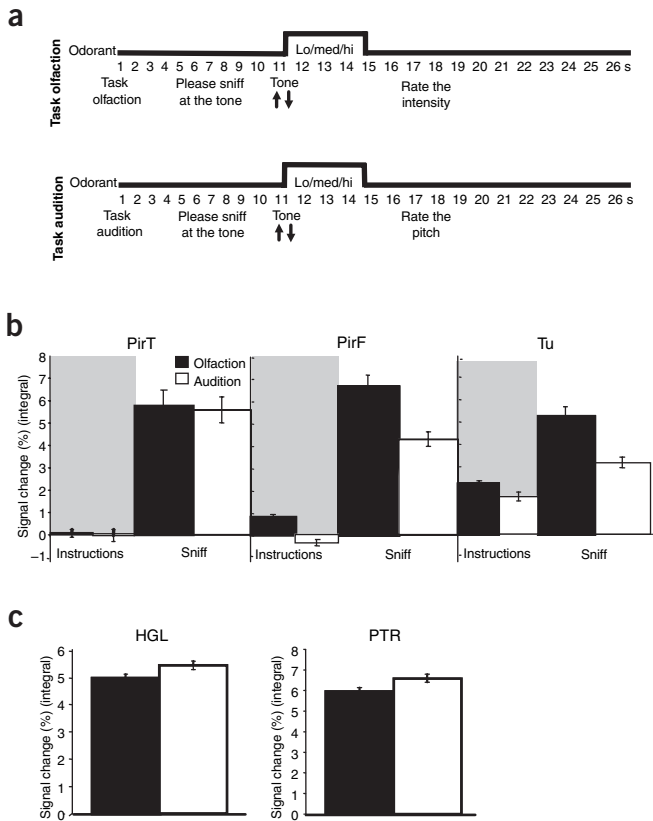 a
Task olfaction
Odorant
Lo/med/hi
1 2 3 4 5 6 7 8 9 10 11 12 13 14 15 16 17 18 19 20 21 22 23 24 25 26 s
Task olfaction
Please sniff at the tone
Tone
Rate the intensity
Task audition
Odorant
Lo/med/hi
1 2 3 4 5 6 7 8 9 10 11 12 13 14 15 16 17 18 19 20 21 22 23 24 25 26 s
Task audition
Please sniff at the tone
Tone
Rate the pitch
b
PirT PirF Tu
Signal change (%) (integral)
8
7
6
5
4
3
2
1
0
–1
Olfaction
Audition
Instructions Sniff Instructions Sniff Instructions Sniff
c
HGL
Signal change (%) (integral)
6
5
4
3
2
1
0
PTR
Signal change (%) (integral)
8
7
6
5
4
3
2
1
0